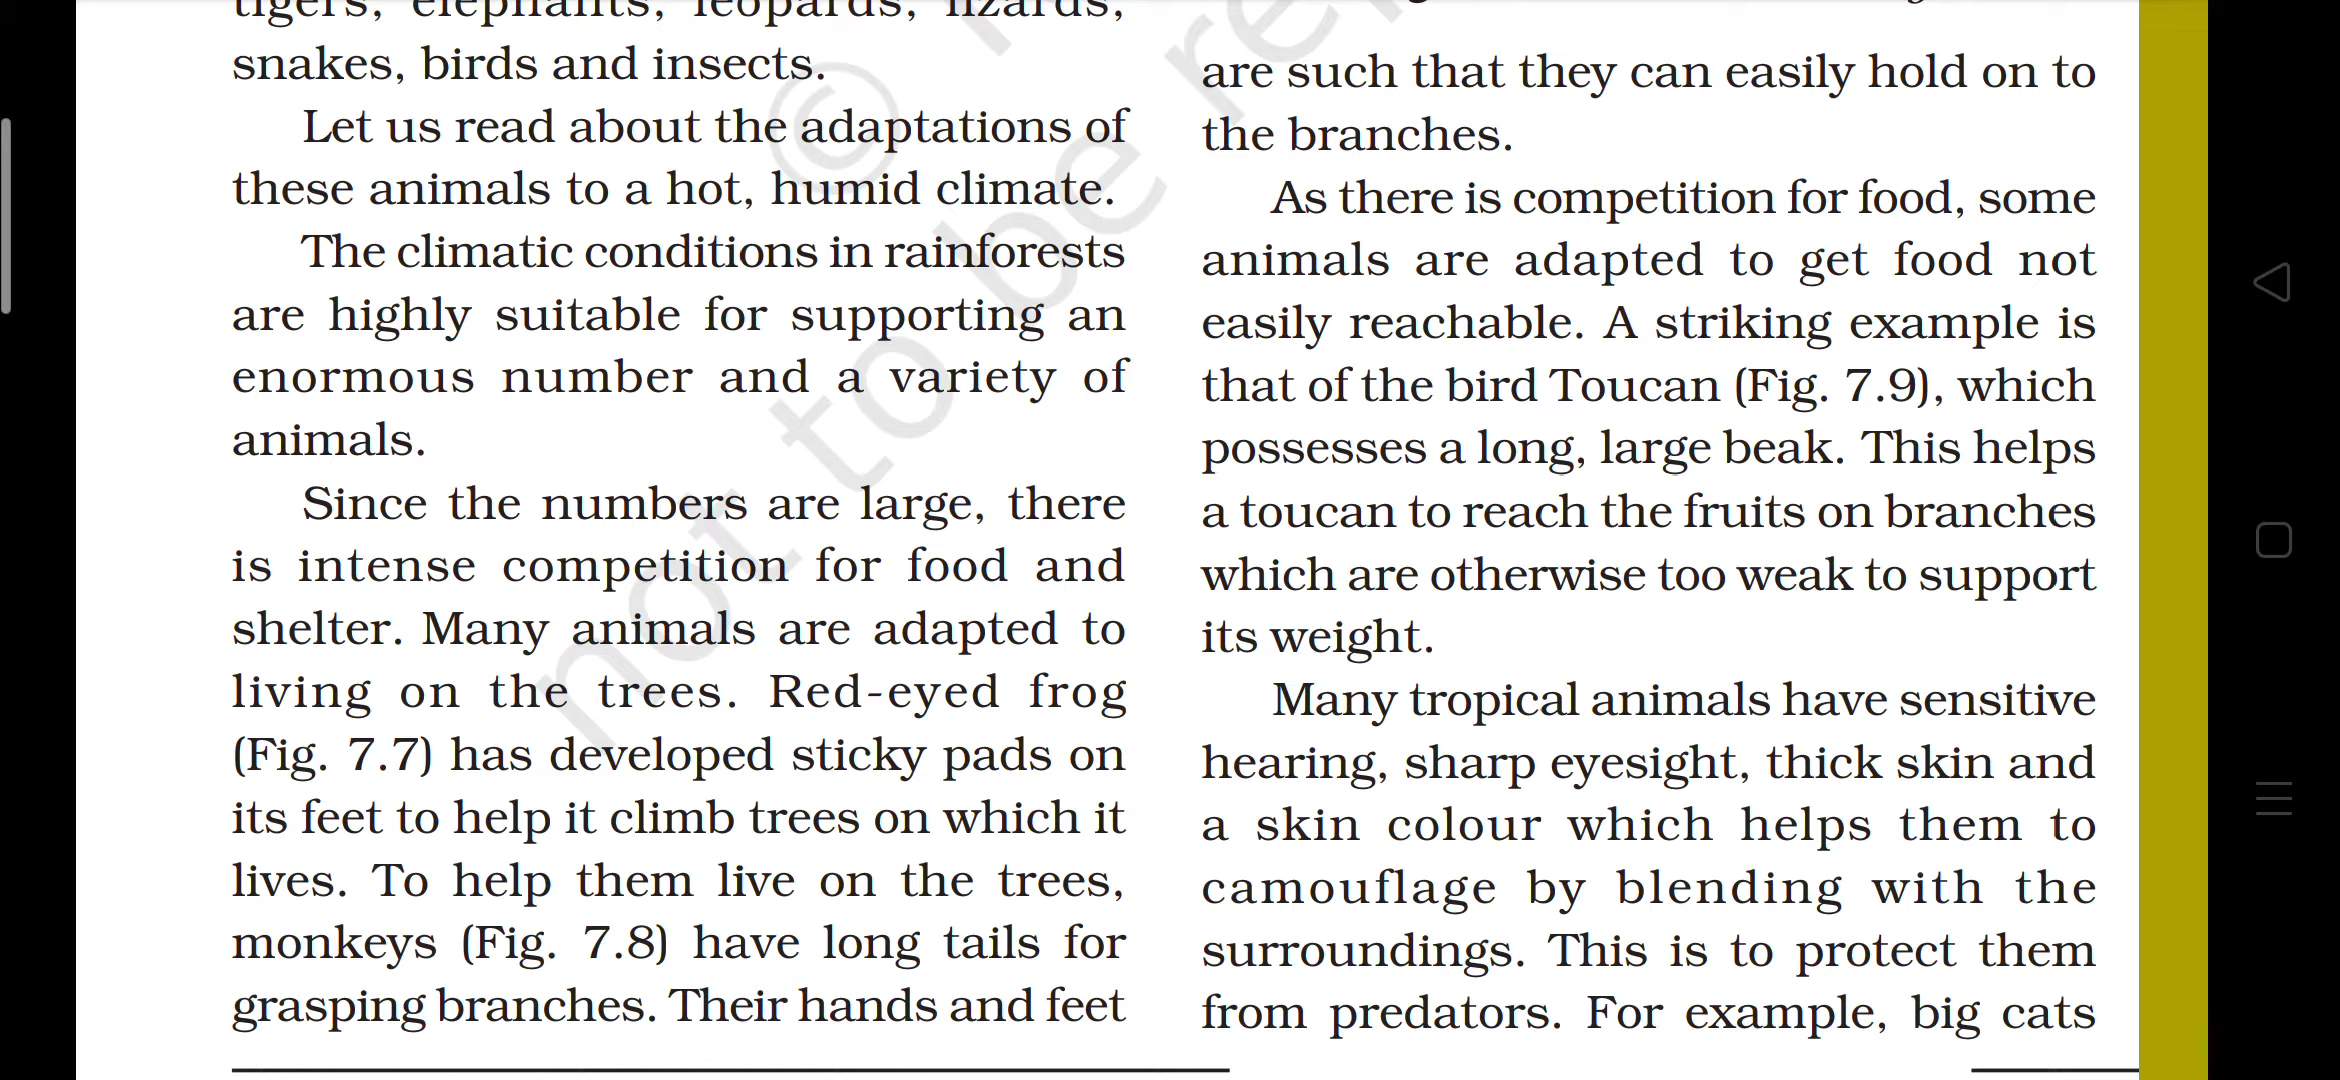 tigers, elephants, leopards, lizards,
snakes, birds and insects.
Let us read about the adaptations of
these animals to a hot, humid climate.
The climatic conditions in rainforests
are highly suitable for supporting an
enormous number and a variety of
animals.
Since the numbers are large, there
is intense competition for food and
shelter. Many animals are adapted to
living on the trees. Red-eyed frog
(Fig. 7.7) has developed sticky pads on
its feet to help it climb trees on which it
lives. To help them live on the trees,
monkeys (Fig. 7.8) have long tails for
grasping branches. Their hands and feet
are such that they can easily hold on to
the branches.
As there is competition for food, some
animals are adapted to get food not
easily reachable. A striking example is
that of the bird Toucan (Fig. 7.9), which
possesses a long, large beak. This helps
a toucan to reach the fruits on branches
which are otherwise too weak to support
its weight.
Many tropical animals have sensitive
hearing, sharp eyesight, thick skin and
a skin colour which helps them to
camouflage by blending with the
surroundings. This is to protect them
from predators. For example, big cats
©
not to be